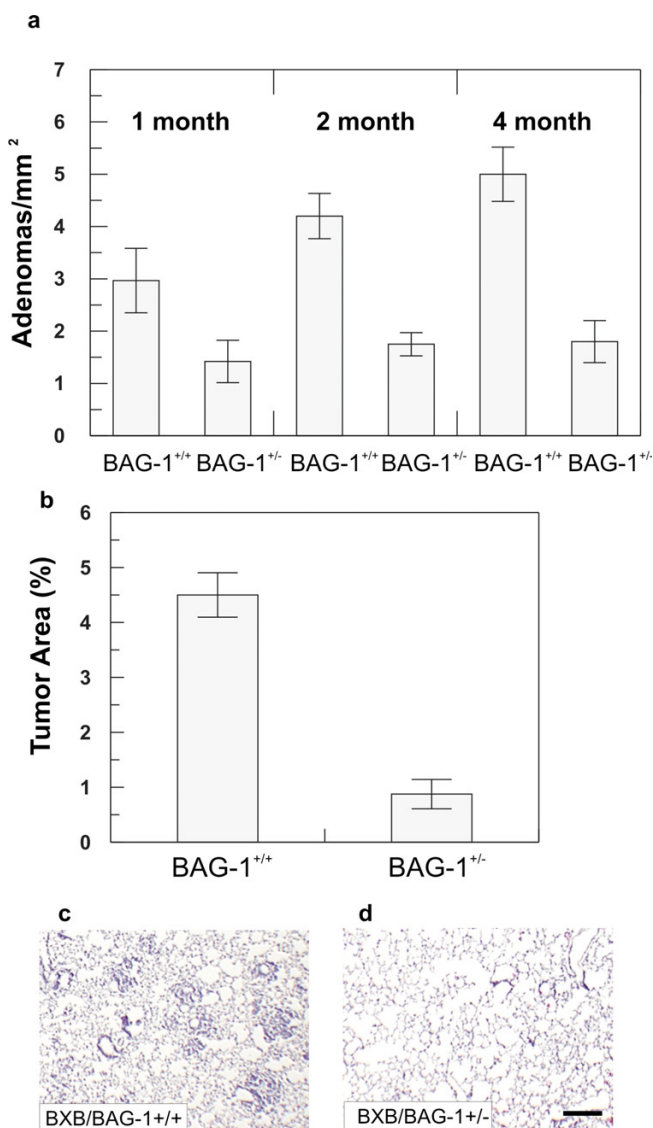 a
7
6
5
4
3
2
1
0
Adenomas/mm²
1 month 2 month 4 month
BAG-1+/+ BAG-1+/- BAG-1+/+ BAG-1+/- BAG-1+/+ BAG-1+/-
b
6
5
4
3
2
1
0
Tumor Area (%)
BAG-1+/+ BAG-1+/-
c d
BXB/BAG-1+/+ BXB/BAG-1+/-